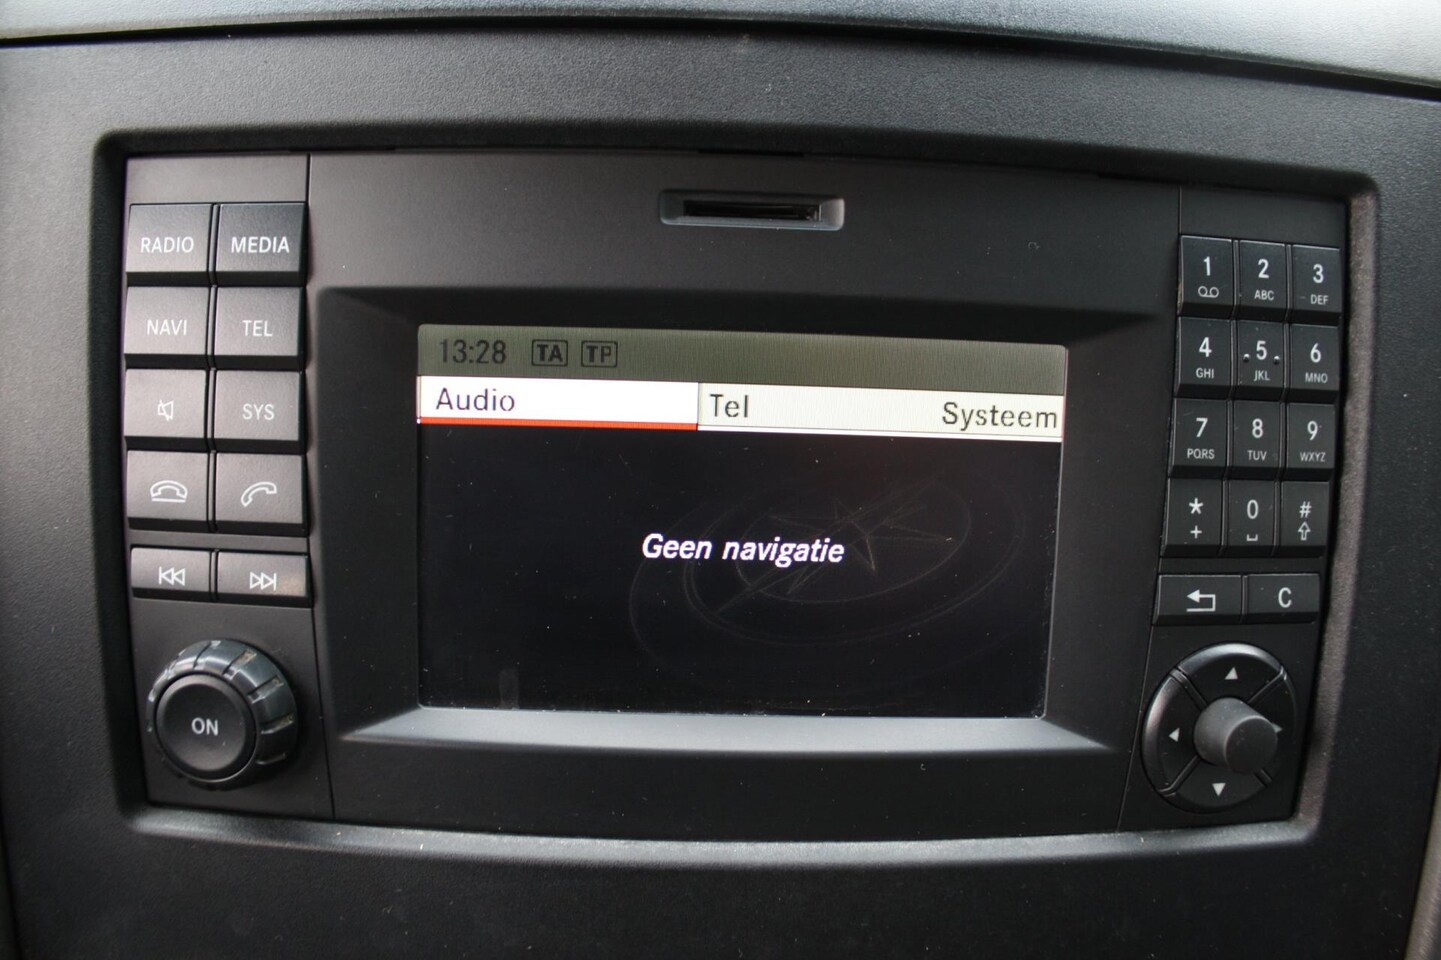 RADIO MEDIA
NAVI TEL
SYS
ON
13:28 TA TP
Audio Tel Systeem
Geen navigatie
1 2 3
ABC DEF
4 .5. 6
GHI JKL MNO
7 8 9
PQRS TUV WXYZ
* 0 #
+
C